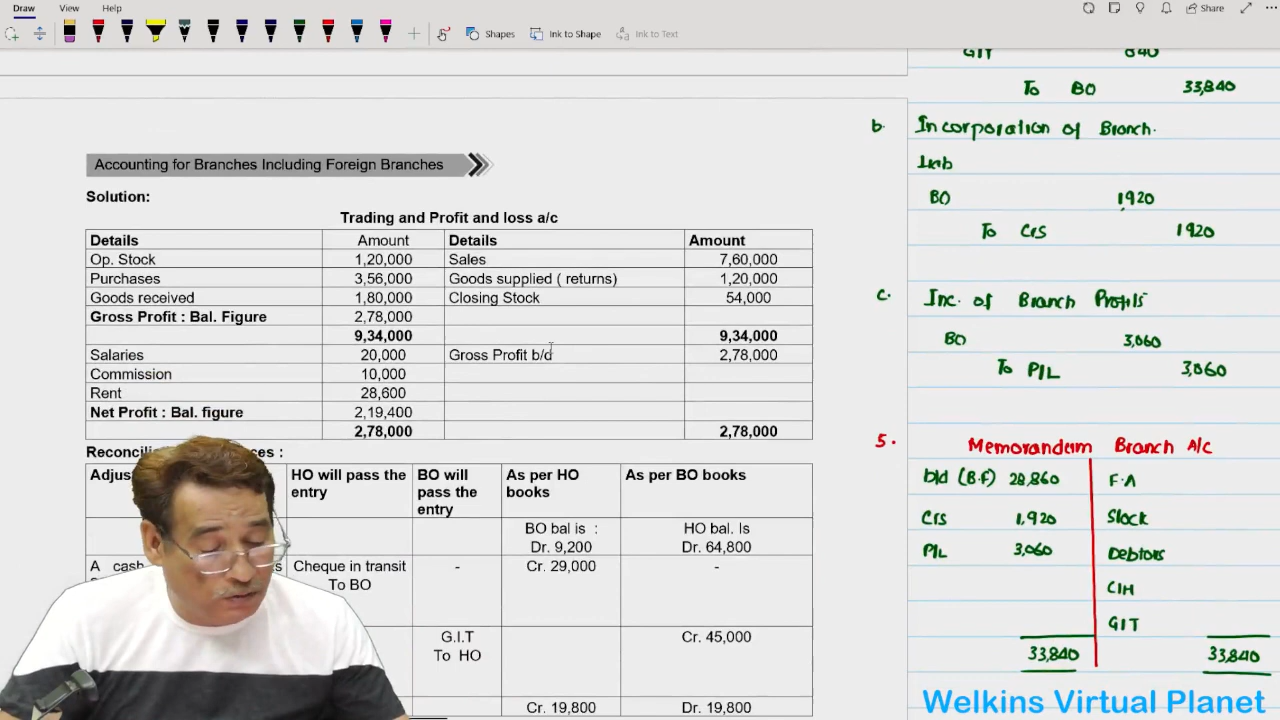 Draw View Help
Share
Shapes Ink to Shape Ink to Text
GIT 840
To BO 33,840
b. Incorporation of Branch.
Liab
BO 1,920
To Crs 1920
c. Inc. of Branch Profits
BO 3,060
To P/L 3,060
5. Memorandum Branch A/c
bld (B.F) 28,860 F.A
Crs 1,920 Stock
P/L 3,060 Debtors
CIH
GIT
33,840 33,840
Accounting for Branches Including Foreign Branches
Solution:
Trading and Profit and loss a/c
Details Amount Details Amount
Op. Stock 1,20,000 Sales 7,60,000
Purchases 3,56,000 Goods supplied ( returns) 1,20,000
Goods received 1,80,000 Closing Stock 54,000
Gross Profit : Bal. Figure 2,78,000
9,34,000 9,34,000
Salaries 20,000 Gross Profit b/d 2,78,000
Commission 10,000
Rent 28,600
Net Profit : Bal. figure 2,19,400
2,78,000 2,78,000
HO will pass the entry BO will pass the entry As per HO books As per BO books
BO bal is : HO bal. Is
Dr. 9,200 Dr. 64,800
A cash Cheque in transit - Cr. 29,000 -
To BO
G.I.T Cr. 45,000
To HO
Cr. 19,800 Dr. 19,800
Welkins Virtual Planet